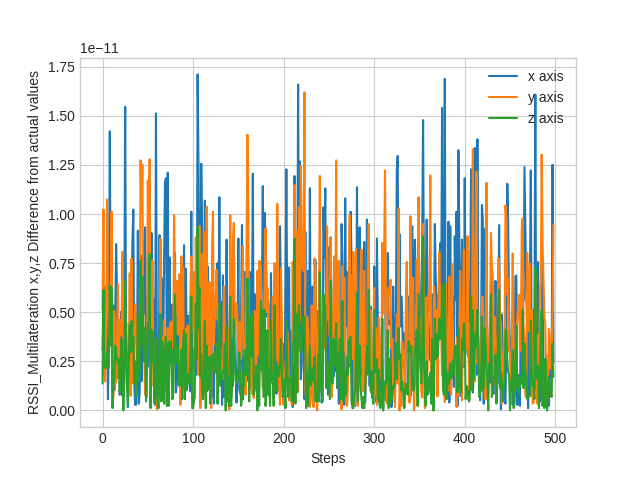 1e−11
1.75
1.50
1.25
1.00
0.75
0.50
0.25
0.00
RSSI_Multilateration x,y,z Difference from actual values
x axis
y axis
z axis
0 100 200 300 400 500
Steps